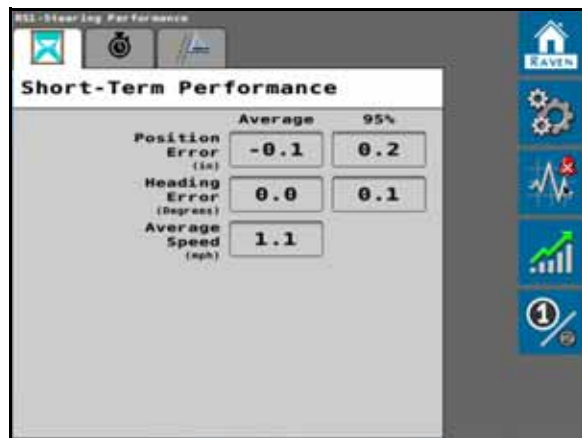 RS1-Steering Performance
RAVEN
Short-Term Performance
Average 95%
Position
Error
(in)
-0.1 0.2
Heading
Error
(Degrees)
0.0 0.1
Average
Speed
(mph)
1.1
1